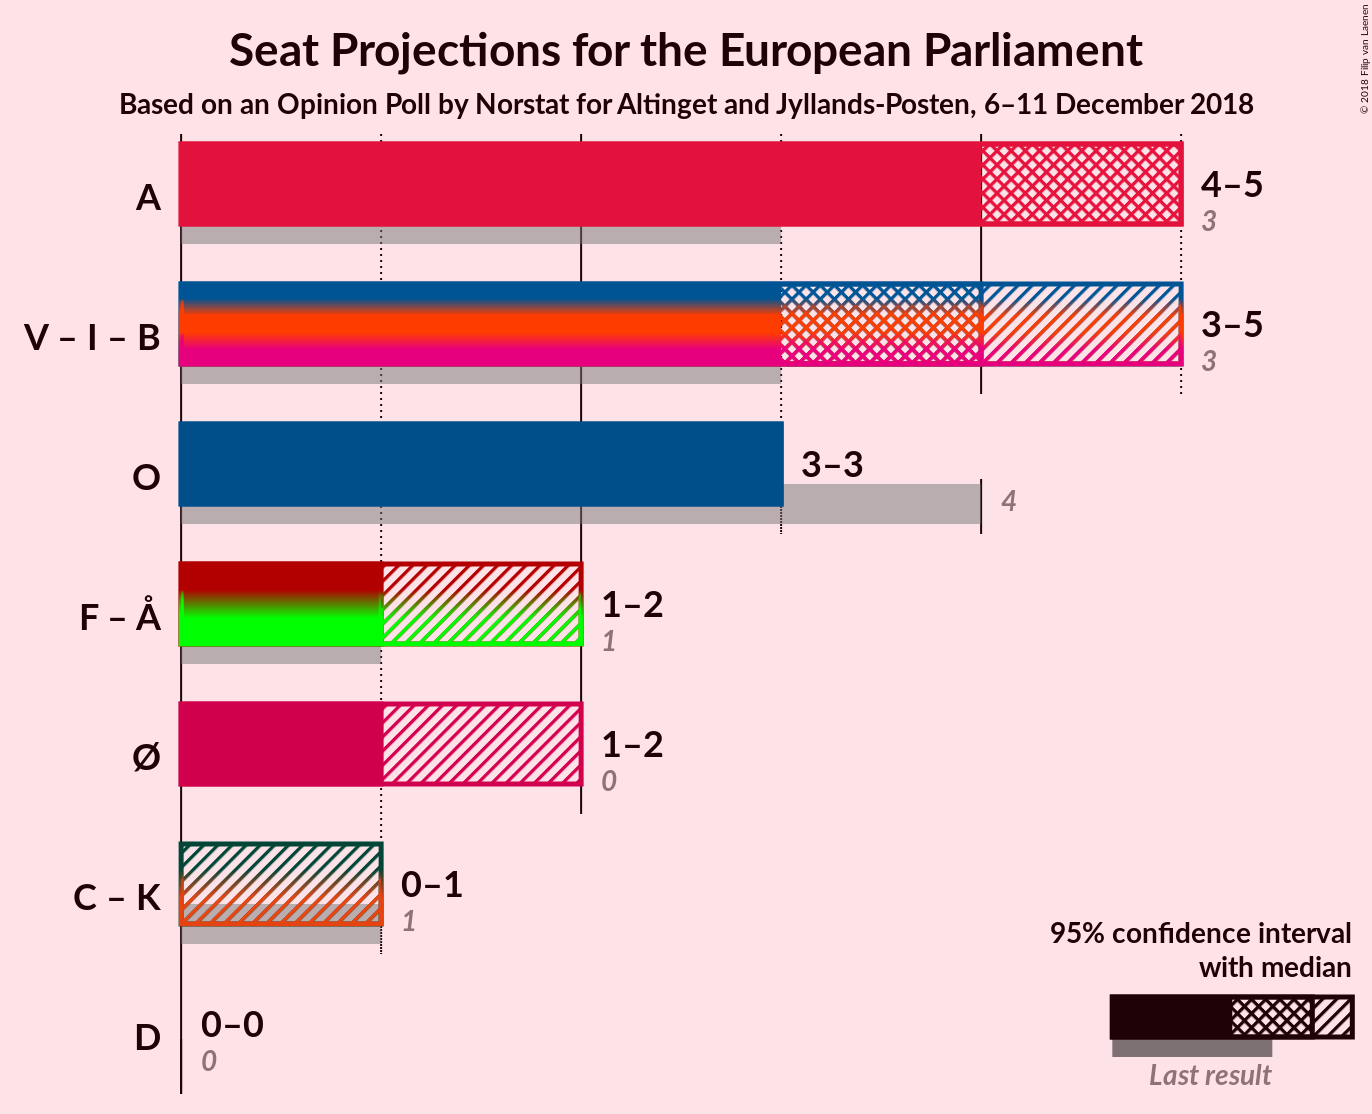 Seat Projections for the European Parliament
Based on an Opinion Poll by Norstat for Altinget and Jyllands-Posten, 6–11 December 2018
© 2018 Filip van Laenen
A
4–5
3
V – I – B
3–5
3
O
3–3
4
F – Å
1–2
1
Ø
1–2
0
C – K
0–1
1
D
0–0
0
95% confidence interval
with median
Last result